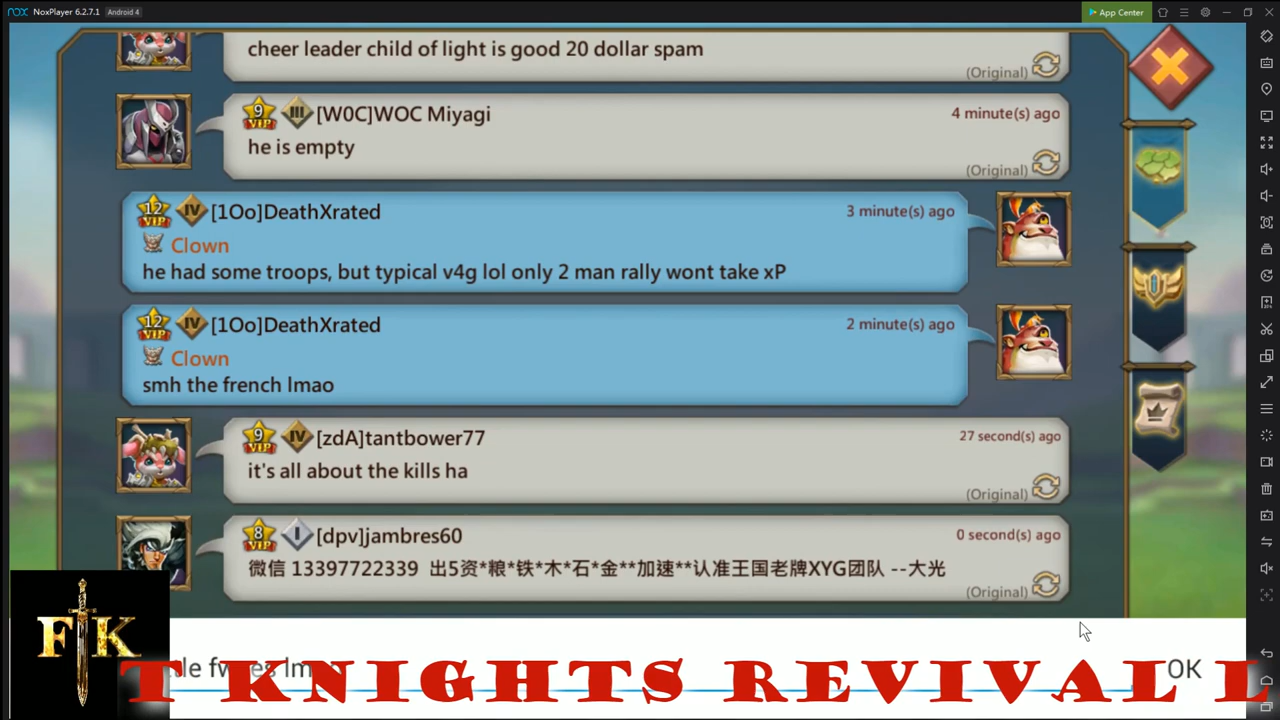 NoxPlayer 6.2.7.1 Android 4
App Center
cheer leader child of light is good 20 dollar spam
(Original)
9 VIP III [W0C]WOC Miyagi 4 minute(s) ago
he is empty
(Original)
12 VIP IV [1Oo]DeathXrated 3 minute(s) ago
Clown
he had some troops, but typical v4g lol only 2 man rally wont take xP
12 VIP IV [1Oo]DeathXrated 2 minute(s) ago
Clown
smh the french lmao
9 VIP IV [zdA]tantbower77 27 second(s) ago
it's all about the kills ha
(Original)
8 VIP I [dpv]jambres60 0 second(s) ago
微信 13397722339 出5资*粮*铁*木*石*金**加速**认准王国老牌XYG团队 --大光
(Original)
FK
OK
T KNIGHTS REVIVAL L